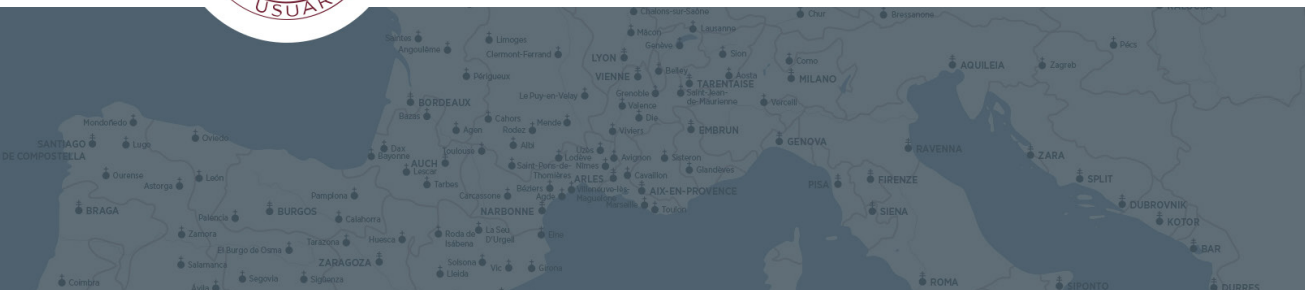 USUAR
Chalons-sur-Saône
Chur
Bressanone
Saintes
Limoges
Mâcon
Lausanne
Angoulême
Clermont-Ferrand
Genève
Sion
Pécs
LYON
Como
AQUILEIA
Zagreb
Périgueux
VIENNE
Belley
Aosta
MILANO
TARENTAISE
Le Puy-en-Velay
Grenoble
Saint-Jean-
de-Maurienne
BORDEAUX
Valence
Vercelli
Bazas
Cahors
Mende
Die
Mondoñedo
Agen
Rodez
Viviers
EMBRUN
SANTIAGO
DE COMPOSTELLA
Lugo
Oviedo
Albi
GENOVA
Dax
Bayonne
Toulouse
Uzès
RAVENNA
Lodève
Avignon
Sisteron
ZARA
AUCH
Lescar
Saint-Pons-de-
Thomières
Nîmes
Cavaillon
Glandèves
Ourense
León
Tarbes
ARLES
PISA
FIRENZE
SPLIT
Astorga
Pamplona
Carcassonne
Béziers
Agde
Villeneuve-lès-
Maguelone
AIX-EN-PROVENCE
Marseille
Toulon
DUBROVNIK
BRAGA
BURGOS
NARBONNE
SIENA
Palencia
Calahorra
KOTOR
Zamora
Tarazona
Huesca
Roda de
Isábena
La Seu
D'Urgell
Elne
El Burgo de Osma
BAR
Salamanca
ZARAGOZA
Solsona
Vic
Girona
Lleida
Coimbra
Ávila
Segovia
Sigüenza
ROMA
SIPONTO
DURRES